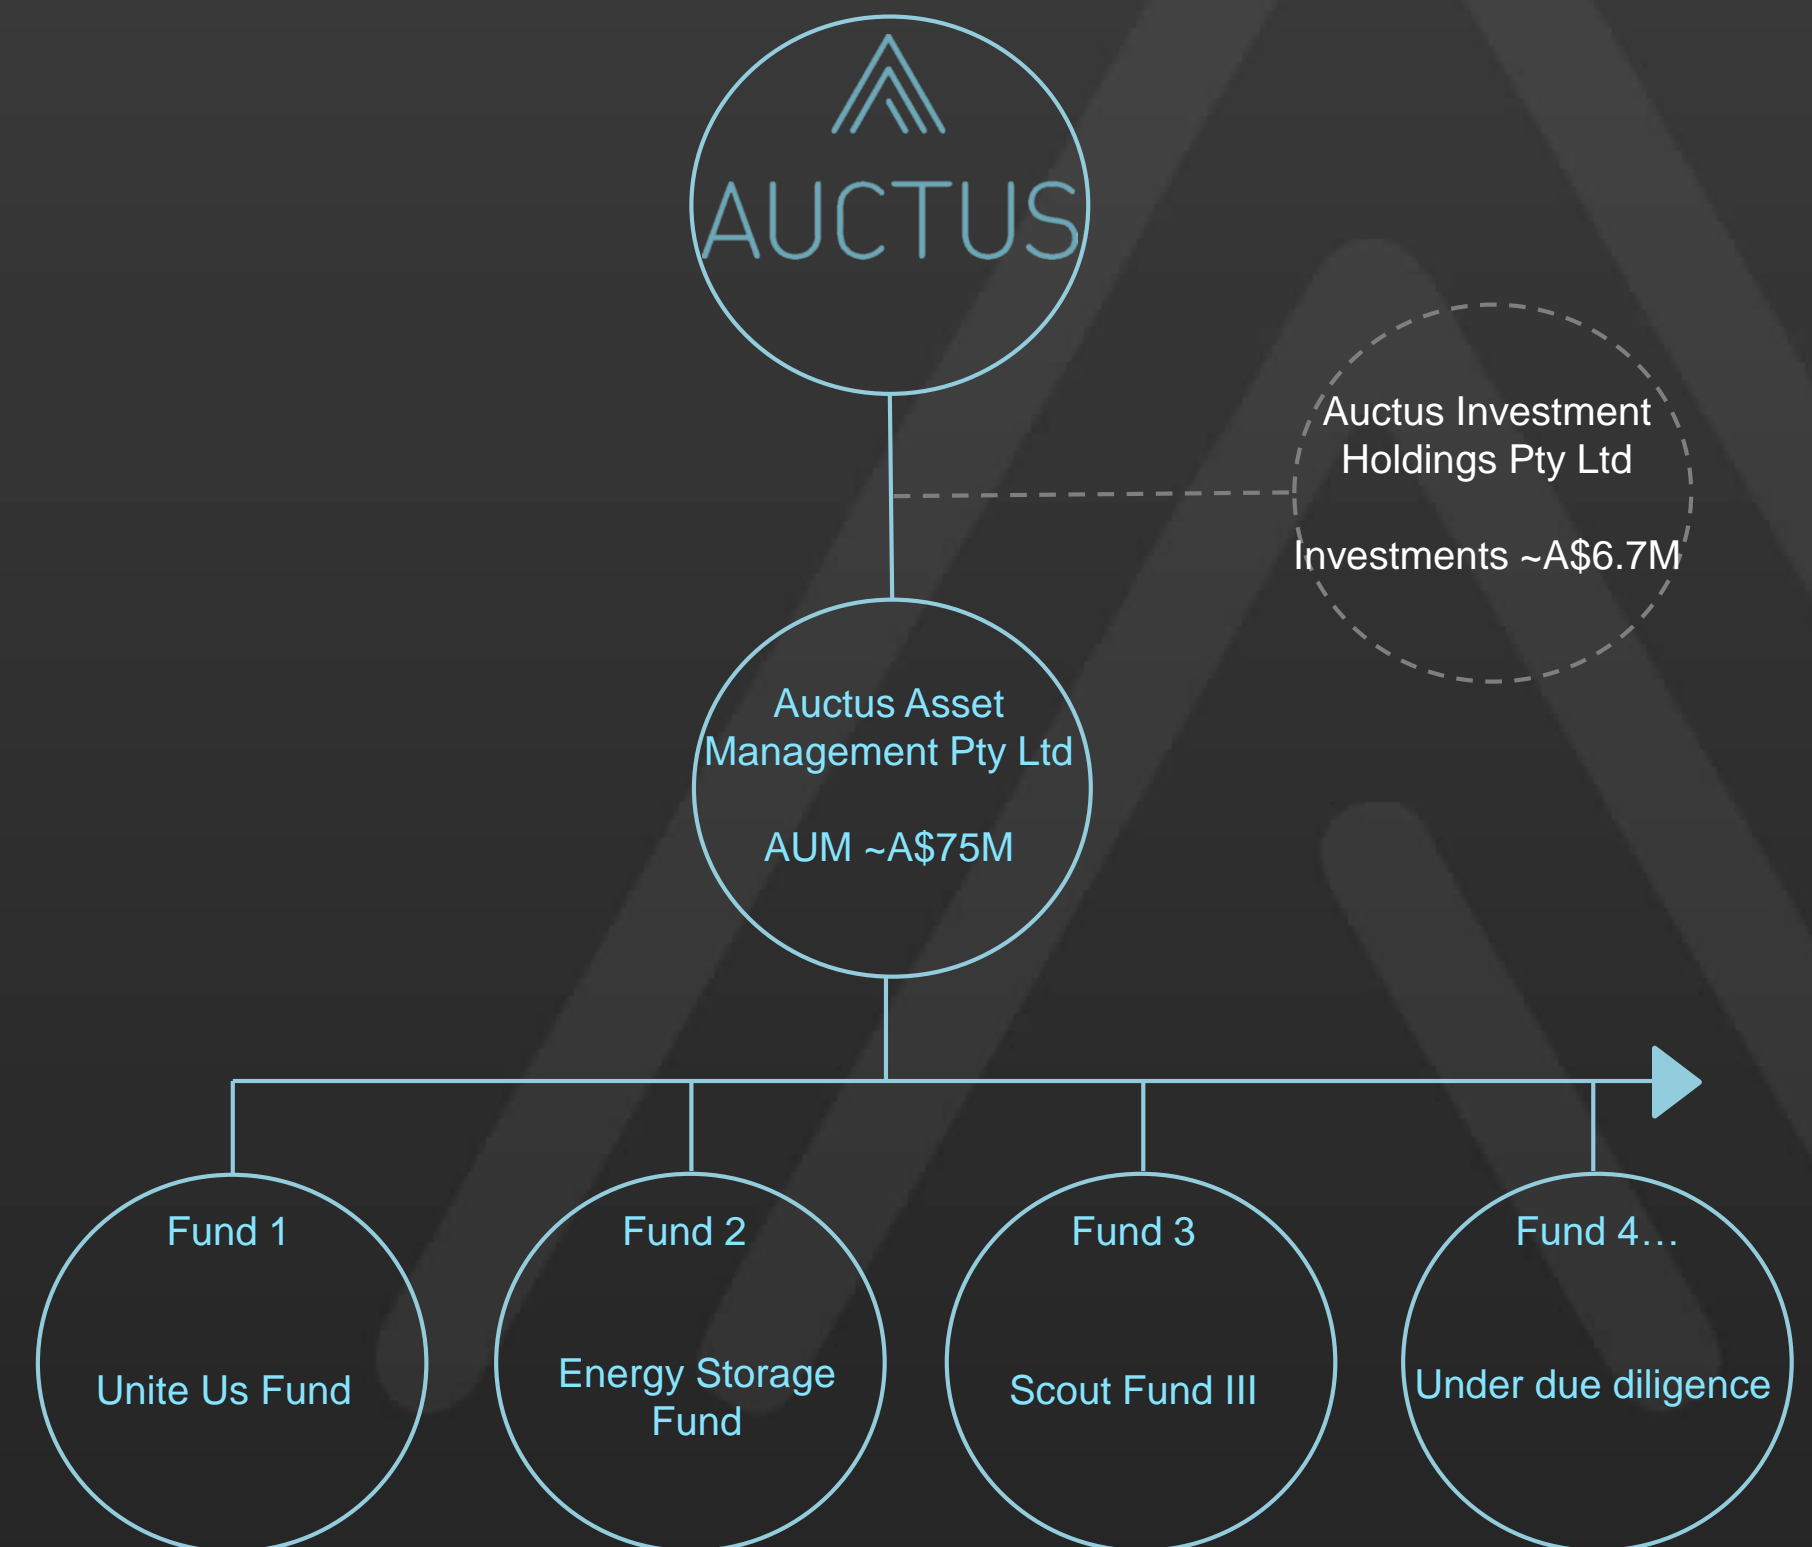 AUCTUS
Auctus Investment
Holdings Pty Ltd
Investments ~A$6.7M
Auctus Asset
Management Pty Ltd
AUM ~A$75M
Fund 1
Unite Us Fund
Fund 2
Energy Storage
Fund
Fund 3
Scout Fund III
Fund 4…
Under due diligence